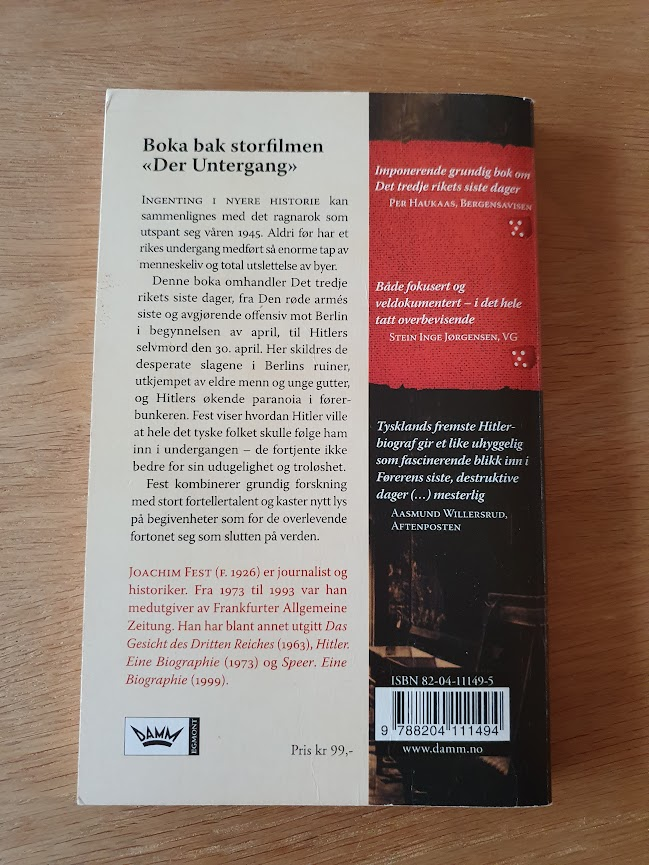 Boka bak storfilmen
«Der Untergang»
Ingenting i nyere historie kan
sammenlignes med det ragnarok som
utspant seg våren 1945. Aldri før har et
rikes undergang medført så enorme tap av
menneskeliv og total utslettelse av byer.
Denne boka omhandler Det tredje
rikets siste dager, fra Den røde armés
siste og avgjørende offensiv mot Berlin
i begynnelsen av april, til Hitlers
selvmord den 30. april. Her skildres de
desperate slagene i Berlins ruiner,
utkjempet av eldre menn og unge gutter,
og Hitlers økende paranoia i fører-
bunkeren. Fest viser hvordan Hitler ville
at hele det tyske folket skulle følge ham
inn i undergangen – de fortjente ikke
bedre for sin udugelighet og troløshet.
Fest kombinerer grundig forskning
med stort fortellertalent og kaster nytt lys
på begivenheter som for de overlevende
fortonet seg som slutten på verden.
Joachim Fest (f. 1926) er journalist og
historiker. Fra 1973 til 1993 var han
medutgiver av Frankfurter Allgemeine
Zeitung. Han har blant annet utgitt Das
Gesicht des Dritten Reiches (1963), Hitler.
Eine Biographie (1973) og Speer. Eine
Biographie (1999).
DAMM
EGMONT
Pris kr 99,-
Imponerende grundig bok om
Det tredje rikets siste dager
Per Haukaas, Bergensavisen
Både fokusert og
veldokumentert – i det hele
tatt overbevisende
Stein Inge Jørgensen, VG
Tysklands fremste Hitler-
biograf gir et like uhyggelig
som fascinerende blikk inn i
Førerens siste, destruktive
dager (...) mesterlig
Aasmund Willersrud,
Aftenposten
ISBN 82-04-11149-5
9 788204 111494
www.damm.no